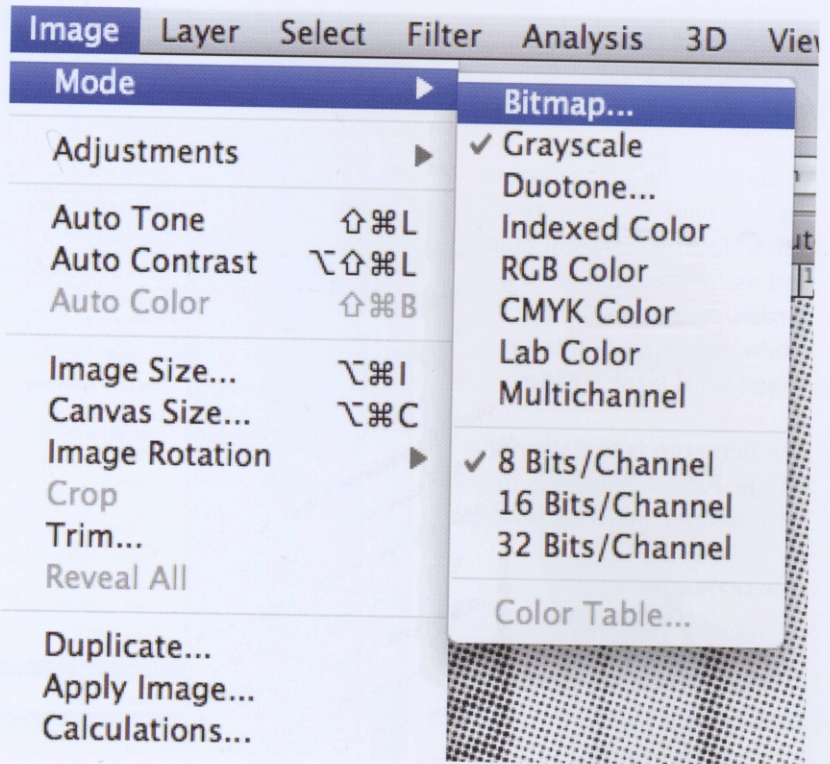 Image Layer Select Filter Analysis 3D
Mode
Adjustments
Auto Tone ⇧⌘L
Auto Contrast ⌥⇧⌘L
Auto Color ⇧⌘B
Image Size... ⌥⌘I
Canvas Size... ⌥⌘C
Image Rotation
Crop
Trim...
Reveal All
Duplicate...
Apply Image...
Calculations...
Bitmap...
✓ Grayscale
Duotone...
Indexed Color
RGB Color
CMYK Color
Lab Color
Multichannel
✓ 8 Bits/Channel
16 Bits/Channel
32 Bits/Channel
Color Table...